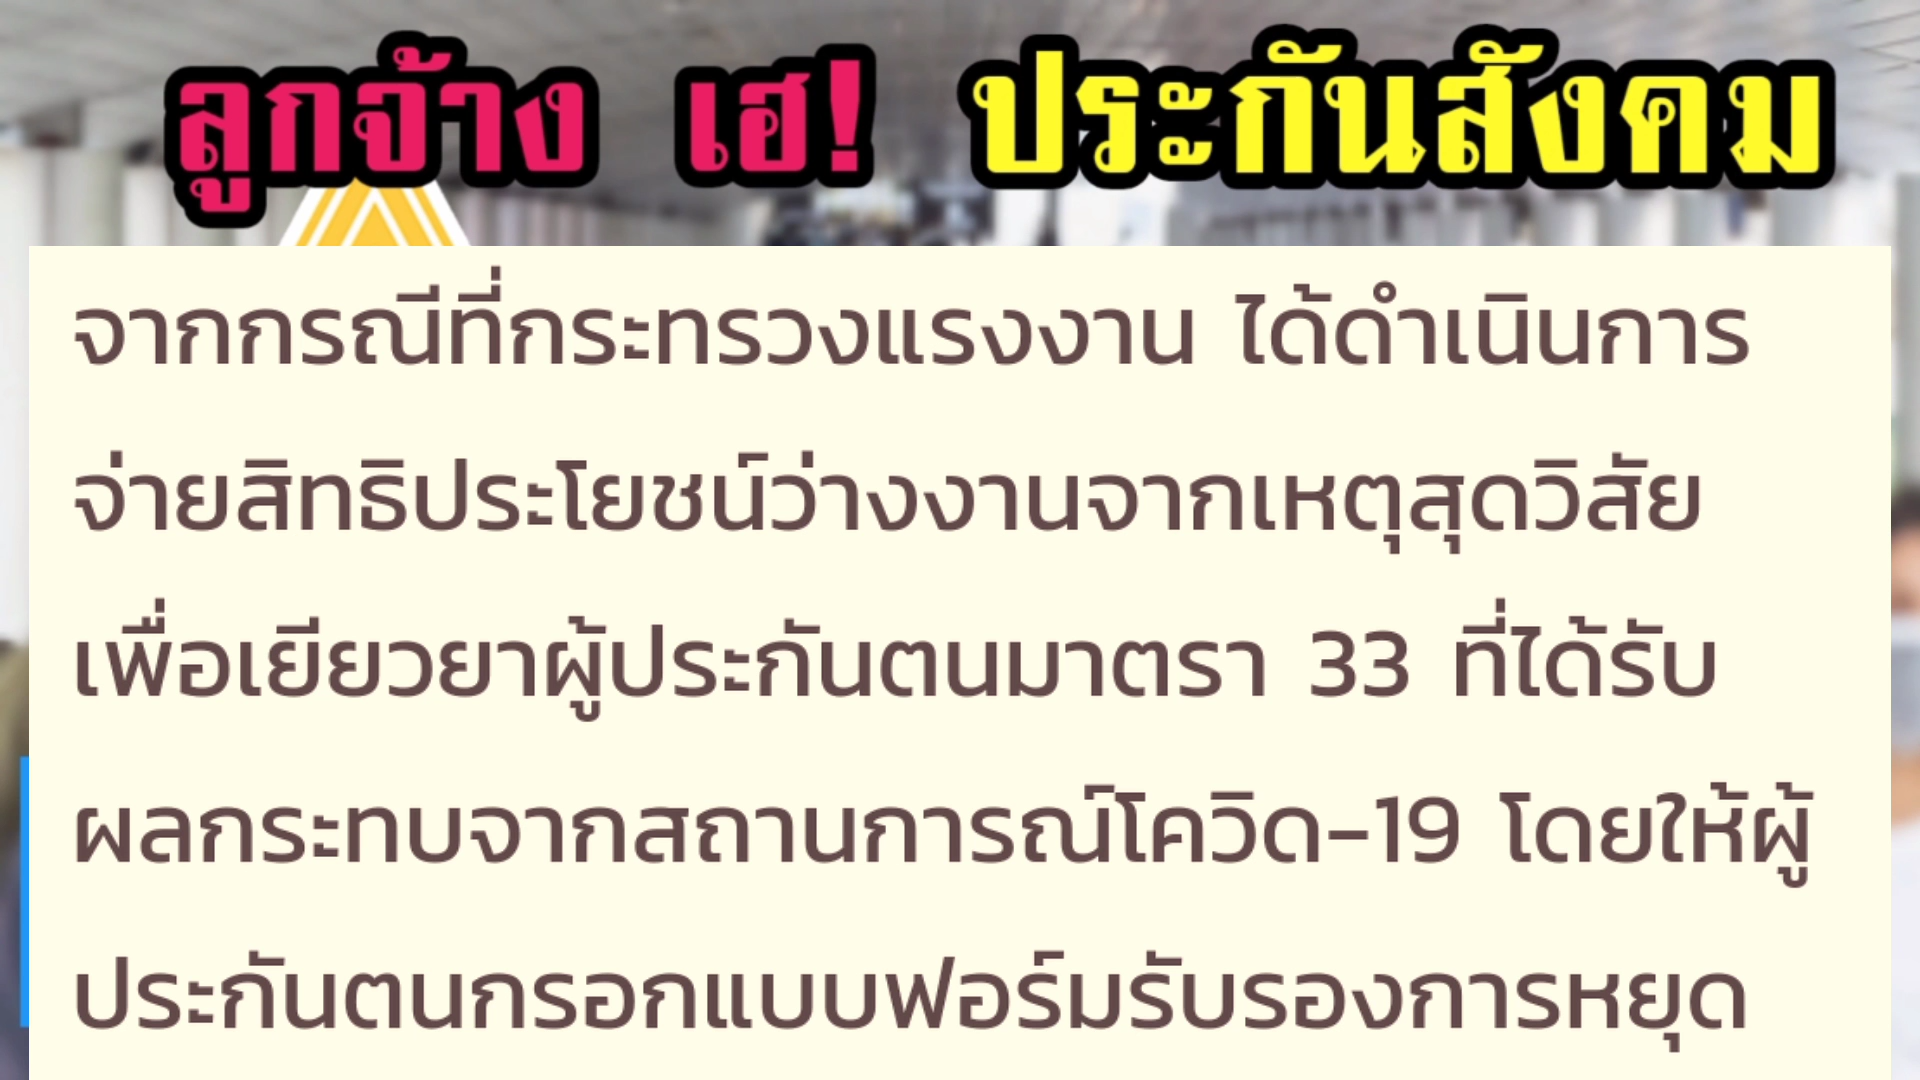 ลูกจ้าง เฮ! ประกันสังคม
จากกรณีที่กระทรวงแรงงาน ได้ดำเนินการ
จ่ายสิทธิประโยชน์ว่างงานจากเหตุสุดวิสัย
เพื่อเยียวยาผู้ประกันตนมาตรา 33 ที่ได้รับ
ผลกระทบจากสถานการณ์โควิด-19 โดยให้ผู้
ประกันตนกรอกแบบฟอร์มรับรองการหยุด